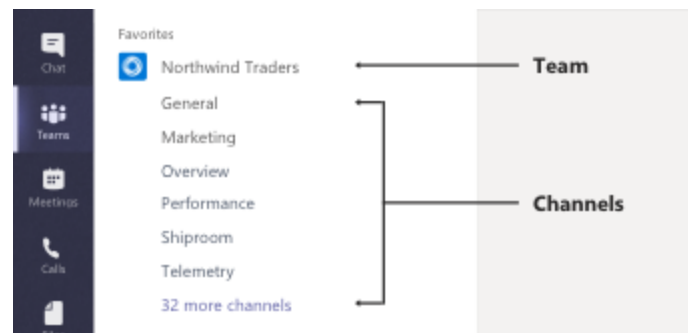 Favorites
Chat
Northwind Traders
Team
General
Teams
Marketing
Overview
Meetings
Performance
Channels
Shiproom
Calls
Telemetry
32 more channels